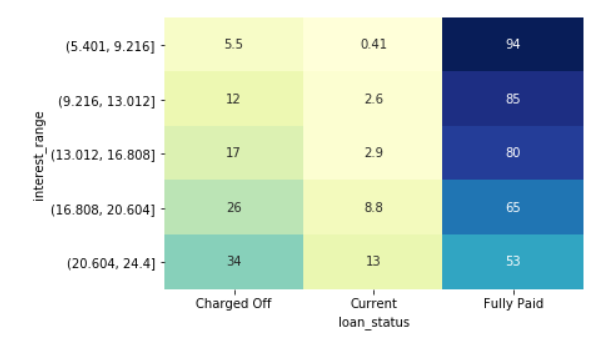 (5.401, 9.216] 5.5 0.41 94
(9.216, 13.012] 12 2.6 85
(13.012, 16.808] 17 2.9 80
(16.808, 20.604] 26 8.8 65
(20.604, 24.4] 34 13 53
interest_range
Charged Off Current Fully Paid
loan_status